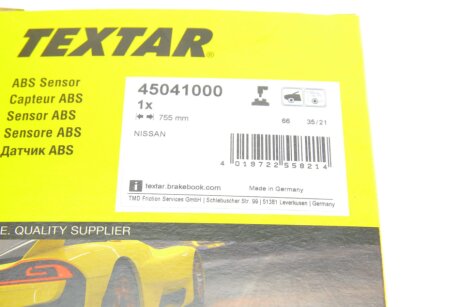 TEXTAR®
ABS Sensor
Capteur ABS
Sensor ABS
Sensore ABS
Датчик ABS
45041000
1x
755 mm
66 35/21
NISSAN
4 019722 558214
i textar.brakebook.com Made in Germany
TMD Friction Services GmbH | Schlebuscher Str. 99 | 51381 Leverkusen | Germany
E. QUALITY SUPPLIER